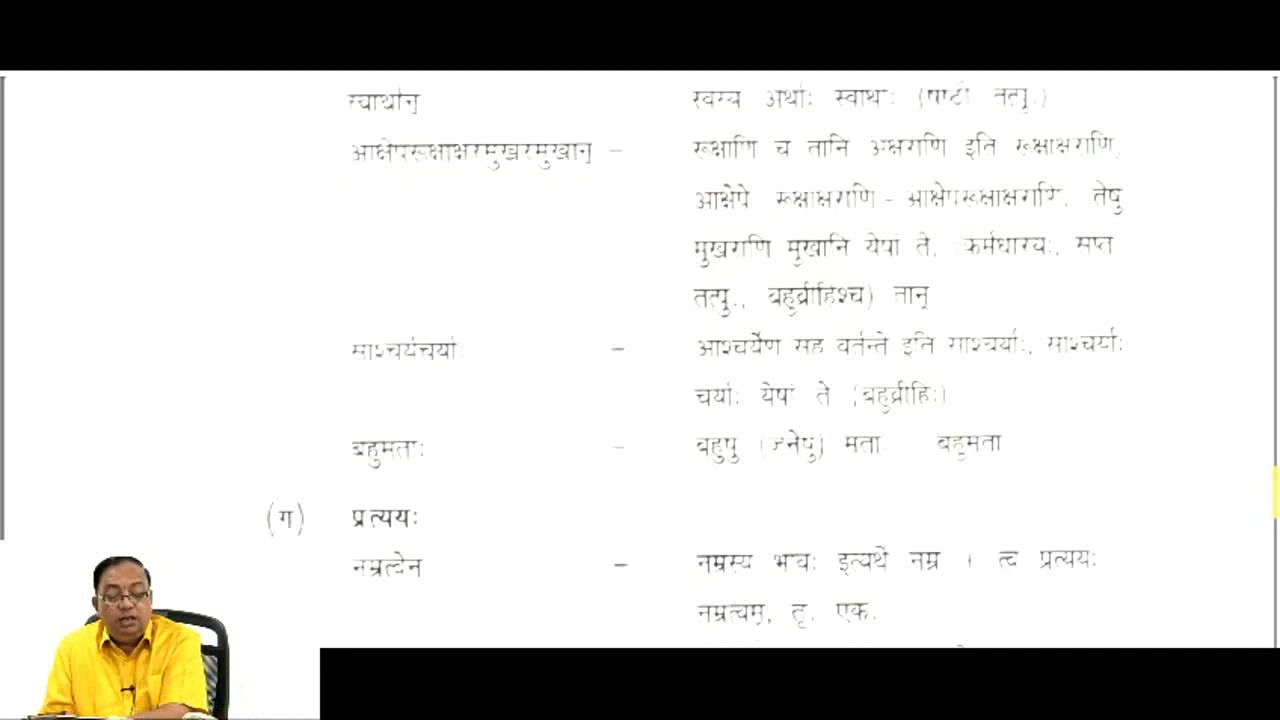 स्वार्थान् स्वस्य अर्थाः स्वार्थाः (षष्ठी तत्पु.)
आक्षेपरूक्षाक्षरमुखरमुखान् – रूक्षाणि च तानि अक्षराणि इति रूक्षाक्षराणि,
आक्षेपे रूक्षाक्षराणि - आक्षेपरूक्षाक्षराणि, तेषु
मुखराणि मुखानि येषां ते, (कर्मधारयः, सप्त
तत्पु., बहुव्रीहिश्च) तान्
साश्चर्यचर्याः – आश्चर्येण सह वर्तन्ते इति साश्चर्याः, साश्चर्याः
चर्याः येषां ते (बहुव्रीहिः)
बहुमताः – बहुषु (जनेषु) मता बहुमता
(ग) प्रत्ययः
नम्रत्वेन – नम्रस्य भावः इत्यर्थे नम्र । त्व प्रत्ययः
नम्रत्वम्, तृ. एक.